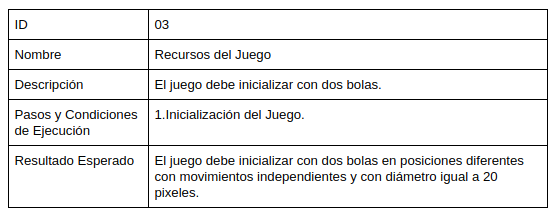 ID 03
Nombre Recursos del Juego
Descripción El juego debe inicializar con dos bolas.
Pasos y Condiciones
de Ejecución
1.Inicialización del Juego.
Resultado Esperado
El juego debe inicializar con dos bolas en posiciones diferentes
con movimientos independientes y con diámetro igual a 20
pixeles.